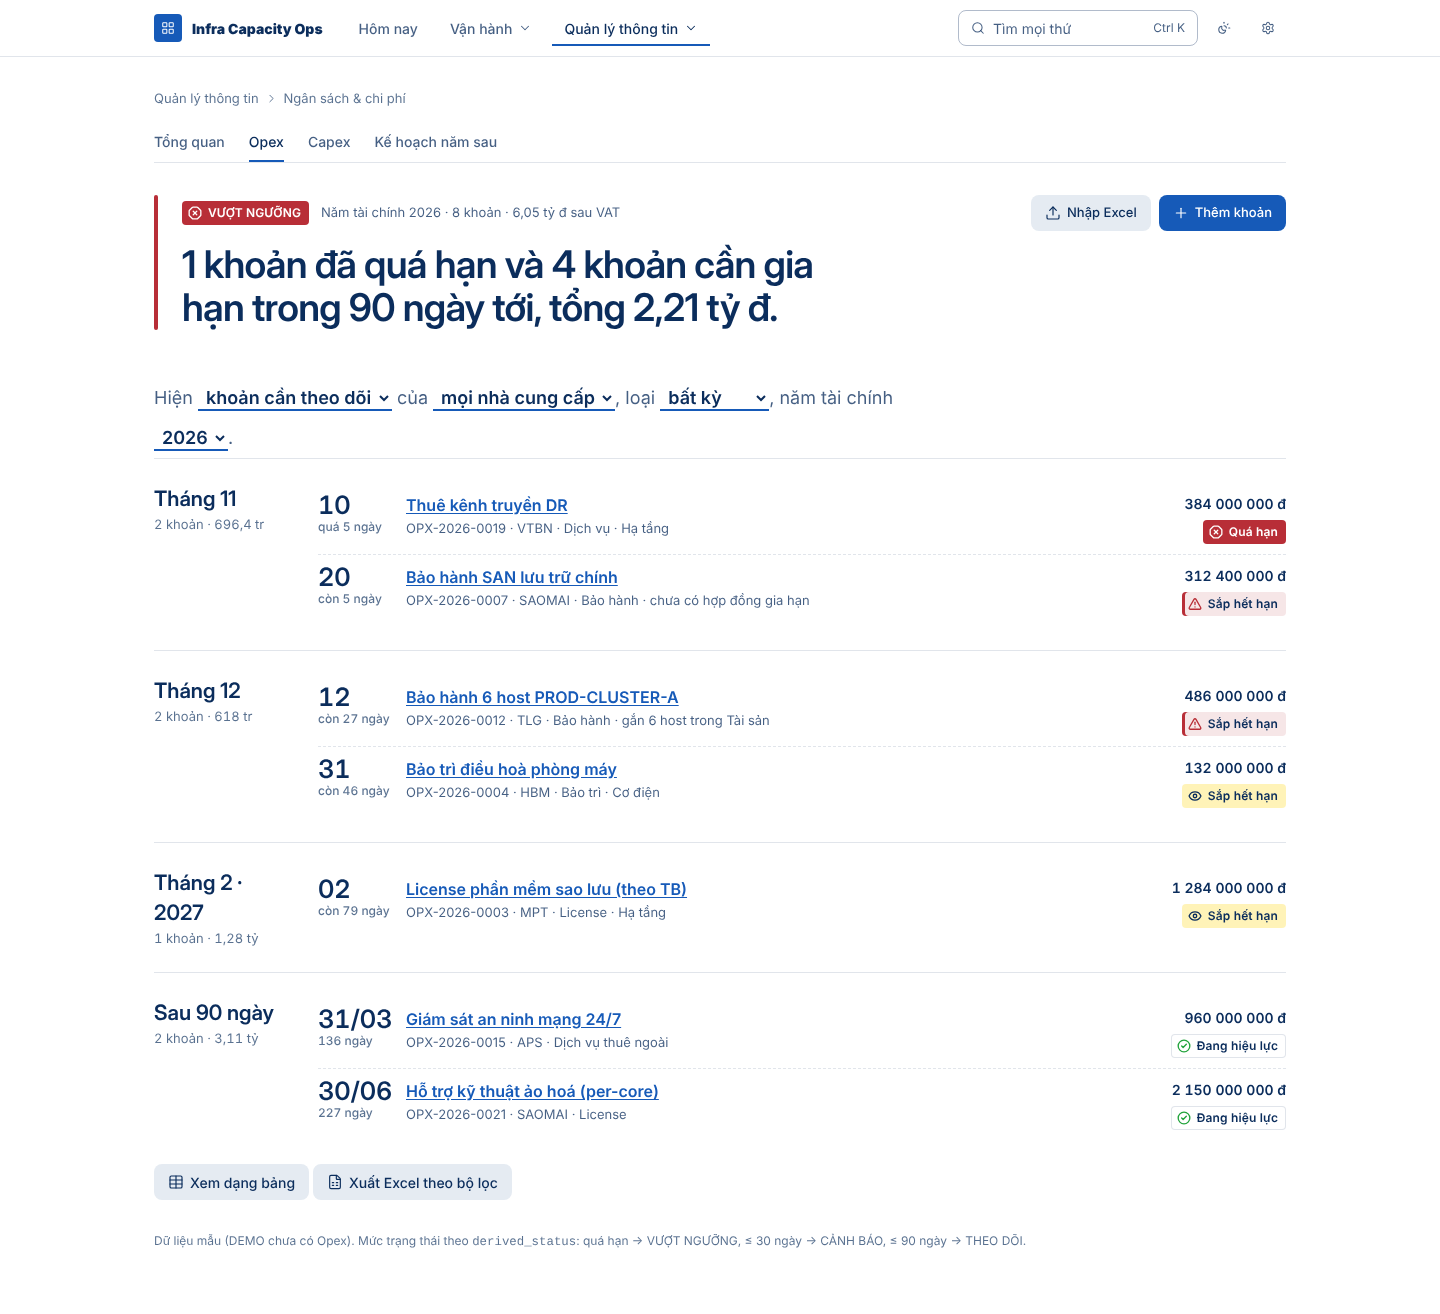 Infra Capacity Ops
Hôm nay
Vận hành
Quản lý thông tin
Tìm mọi thứ
Ctrl K
Quản lý thông tin > Ngân sách & chi phí
Tổng quan
Opex
Capex
Kế hoạch năm sau
VƯỢT NGƯỠNG
Năm tài chính 2026 · 8 khoản · 6,05 tỷ đ sau VAT
Nhập Excel
Thêm khoản
1 khoản đã quá hạn và 4 khoản cần gia
hạn trong 90 ngày tới, tổng 2,21 tỷ đ.
Hiện khoản cần theo dõi của mọi nhà cung cấp, loại bất kỳ, năm tài chính
2026.
Tháng 11
2 khoản · 696,4 tr
10
quá 5 ngày
Thuê kênh truyền DR
OPX-2026-0019 · VTBN · Dịch vụ · Hạ tầng
384 000 000 đ
Quá hạn
20
còn 5 ngày
Bảo hành SAN lưu trữ chính
OPX-2026-0007 · SAOMAI · Bảo hành · chưa có hợp đồng gia hạn
312 400 000 đ
Sắp hết hạn
Tháng 12
2 khoản · 618 tr
12
còn 27 ngày
Bảo hành 6 host PROD-CLUSTER-A
OPX-2026-0012 · TLG · Bảo hành · gắn 6 host trong Tài sản
486 000 000 đ
Sắp hết hạn
31
còn 46 ngày
Bảo trì điều hoà phòng máy
OPX-2026-0004 · HBM · Bảo trì · Cơ điện
132 000 000 đ
Sắp hết hạn
Tháng 2 ·
2027
1 khoản · 1,28 tỷ
02
còn 79 ngày
License phần mềm sao lưu (theo TB)
OPX-2026-0003 · MPT · License · Hạ tầng
1 284 000 000 đ
Sắp hết hạn
Sau 90 ngày
2 khoản · 3,11 tỷ
31/03
136 ngày
Giám sát an ninh mạng 24/7
OPX-2026-0015 · APS · Dịch vụ thuê ngoài
960 000 000 đ
Đang hiệu lực
30/06
227 ngày
Hỗ trợ kỹ thuật ảo hoá (per-core)
OPX-2026-0021 · SAOMAI · License
2 150 000 000 đ
Đang hiệu lực
Xem dạng bảng
Xuất Excel theo bộ lọc
Dữ liệu mẫu (DEMO chưa có Opex). Mức trạng thái theo derived_status: quá hạn → VƯỢT NGƯỠNG, ≤ 30 ngày → CẢNH BÁO, ≤ 90 ngày → THEO DÕI.